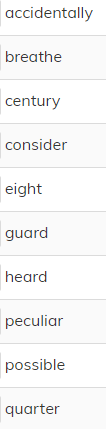 accidentally
breathe
century
consider
eight
guard
heard
peculiar
possible
quarter